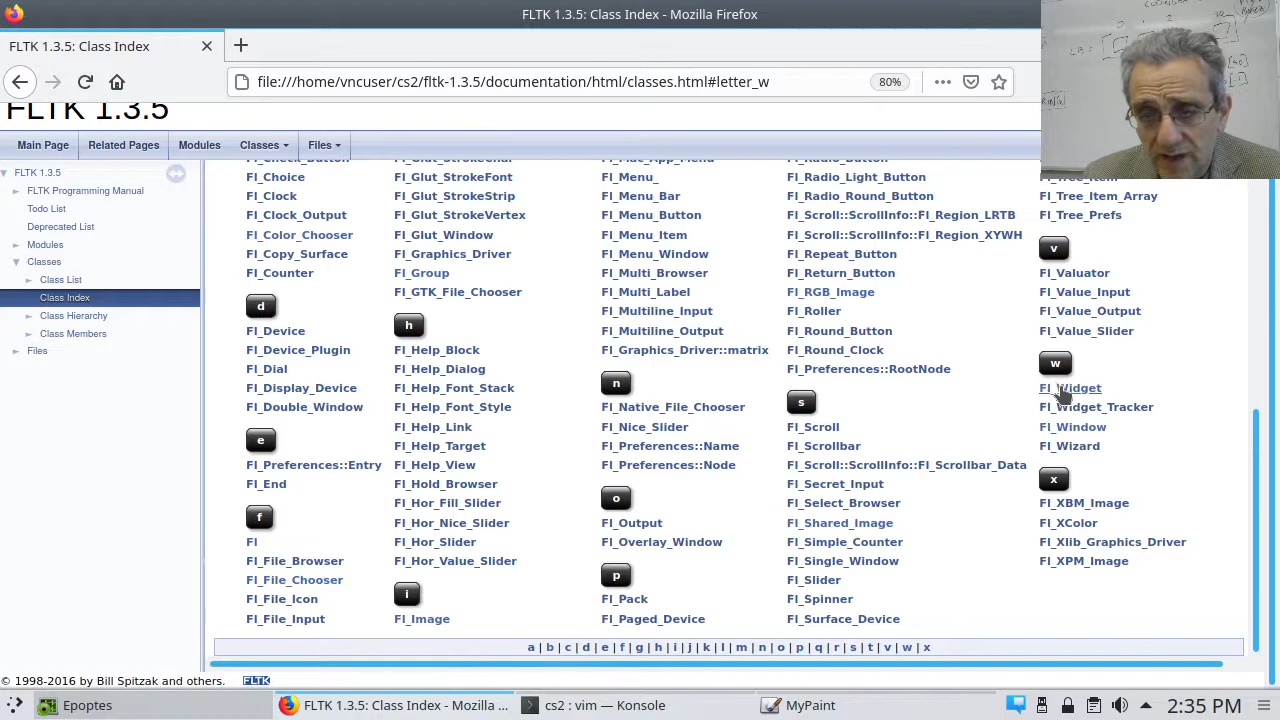 FLTK 1.3.5: Class Index - Mozilla Firefox
FLTK 1.3.5: Class Index
file:///home/vncuser/cs2/fltk-1.3.5/documentation/html/classes.html#letter_w
80%
FLTK 1.3.5
Main Page
Related Pages
Modules
Classes
Files
FLTK 1.3.5
FLTK Programming Manual
Todo List
Deprecated List
Modules
Classes
Class List
Class Index
Class Hierarchy
Class Members
Files
Fl_Check_Button
Fl_Choice
Fl_Clock
Fl_Clock_Output
Fl_Color_Chooser
Fl_Copy_Surface
Fl_Counter
d
Fl_Device
Fl_Device_Plugin
Fl_Dial
Fl_Display_Device
Fl_Double_Window
e
Fl_Preferences::Entry
Fl_End
f
Fl
Fl_File_Browser
Fl_File_Chooser
Fl_File_Icon
Fl_File_Input
Fl_Glut_StrokeChar
Fl_Glut_StrokeFont
Fl_Glut_StrokeStrip
Fl_Glut_StrokeVertex
Fl_Glut_Window
Fl_Graphics_Driver
Fl_Group
Fl_GTK_File_Chooser
h
Fl_Help_Block
Fl_Help_Dialog
Fl_Help_Font_Stack
Fl_Help_Font_Style
Fl_Help_Link
Fl_Help_Target
Fl_Help_View
Fl_Hold_Browser
Fl_Hor_Fill_Slider
Fl_Hor_Nice_Slider
Fl_Hor_Slider
Fl_Hor_Value_Slider
i
Fl_Image
Fl_Mac_App_Menu
Fl_Menu_
Fl_Menu_Bar
Fl_Menu_Button
Fl_Menu_Item
Fl_Menu_Window
Fl_Multi_Browser
Fl_Multi_Label
Fl_Multiline_Input
Fl_Multiline_Output
Fl_Graphics_Driver::matrix
n
Fl_Native_File_Chooser
Fl_Nice_Slider
Fl_Preferences::Name
Fl_Preferences::Node
o
Fl_Output
Fl_Overlay_Window
p
Fl_Pack
Fl_Paged_Device
Fl_Radio_Button
Fl_Radio_Light_Button
Fl_Radio_Round_Button
Fl_Scroll::ScrollInfo::Fl_Region_LRTB
Fl_Scroll::ScrollInfo::Fl_Region_XYWH
Fl_Repeat_Button
Fl_Return_Button
Fl_RGB_Image
Fl_Roller
Fl_Round_Button
Fl_Round_Clock
Fl_Preferences::RootNode
s
Fl_Scroll
Fl_Scrollbar
Fl_Scroll::ScrollInfo::Fl_Scrollbar_Data
Fl_Secret_Input
Fl_Select_Browser
Fl_Shared_Image
Fl_Simple_Counter
Fl_Single_Window
Fl_Slider
Fl_Spinner
Fl_Surface_Device
Fl_Tree_Item
Fl_Tree_Item_Array
Fl_Tree_Prefs
v
Fl_Valuator
Fl_Value_Input
Fl_Value_Output
Fl_Value_Slider
w
Fl_Widget
Fl_Widget_Tracker
Fl_Window
Fl_Wizard
x
Fl_XBM_Image
Fl_XColor
Fl_Xlib_Graphics_Driver
Fl_XPM_Image
a | b | c | d | e | f | g | h | i | j | k | l | m | n | o | p | q | r | s | t | v | w | x
© 1998-2016 by Bill Spitzak and others. FLTK
Epoptes
FLTK 1.3.5: Class Index - Mozilla ...
cs2 : vim — Konsole
MyPaint
2:35 PM